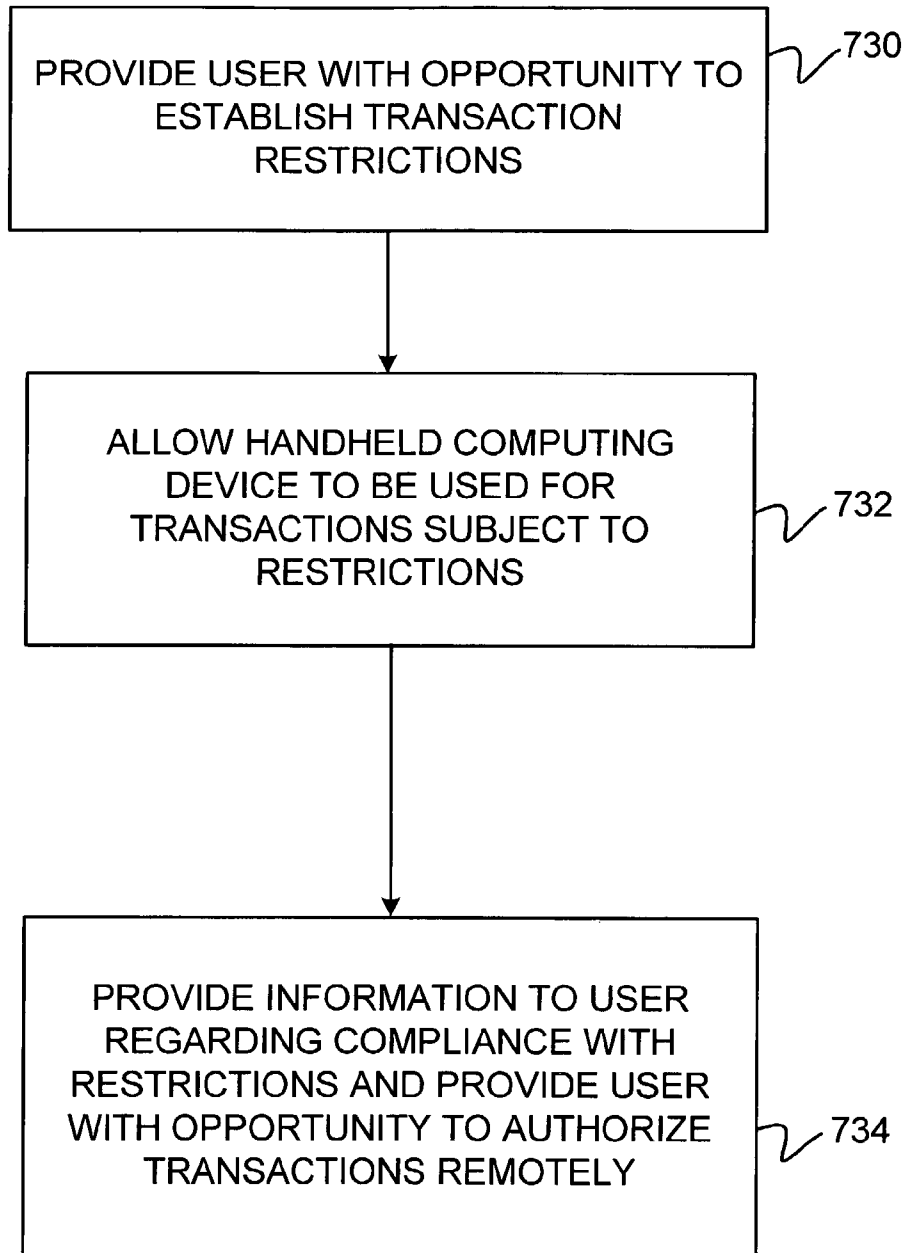 PROVIDE USER WITH OPPORTUNITY TO
ESTABLISH TRANSACTION
RESTRICTIONS
730
ALLOW HANDHELD COMPUTING
DEVICE TO BE USED FOR
TRANSACTIONS SUBJECT TO
RESTRICTIONS
732
PROVIDE INFORMATION TO USER
REGARDING COMPLIANCE WITH
RESTRICTIONS AND PROVIDE USER
WITH OPPORTUNITY TO AUTHORIZE
TRANSACTIONS REMOTELY
734